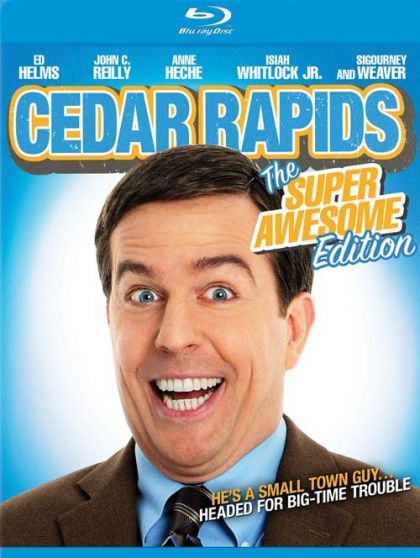 Blu-ray Disc
ED HELMS
JOHN C. REILLY
ANNE HECHE
ISIAH WHITLOCK JR.
SIGOURNEY AND WEAVER
CEDAR RAPIDS
The
SUPER
AWESOME
Edition
HE'S A SMALL TOWN GUY...
HEADED FOR BIG-TIME TROUBLE